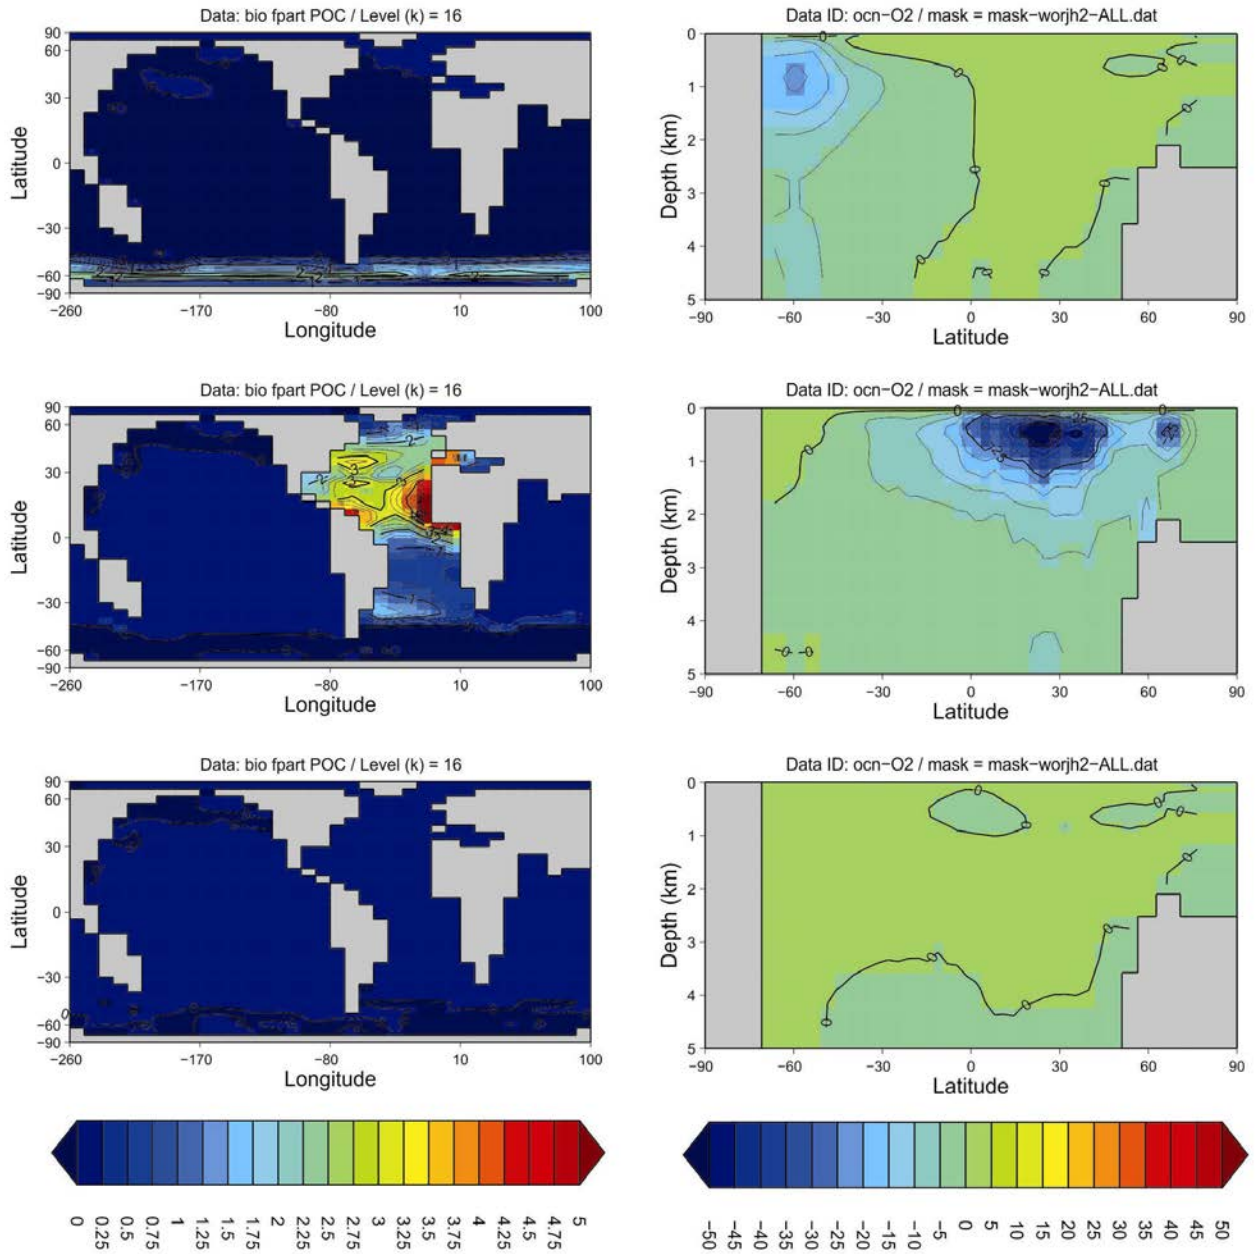 Data: bio fpart POC / Level (k) = 16
90
60
30
0
−30
−60
−90
Latitude
−260 −170 −80 10 100
Longitude
Data ID: ocn−O2 / mask = mask−worjh2−ALL.dat
0
1
2
3
4
5
Depth (km)
−90 −60 −30 0 30 60 90
Latitude
Data: bio fpart POC / Level (k) = 16
90
60
30
0
−30
−60
−90
Latitude
−260 −170 −80 10 100
Longitude
Data ID: ocn−O2 / mask = mask−worjh2−ALL.dat
0
1
2
3
4
5
Depth (km)
−90 −60 −30 0 30 60 90
Latitude
Data: bio fpart POC / Level (k) = 16
90
60
30
0
−30
−60
−90
Latitude
−260 −170 −80 10 100
Longitude
Data ID: ocn−O2 / mask = mask−worjh2−ALL.dat
0
1
2
3
4
5
Depth (km)
−90 −60 −30 0 30 60 90
Latitude
0 0.25 0.5 0.75 1 1.25 1.5 1.75 2 2.25 2.5 2.75 3 3.25 3.5 3.75 4 4.25 4.5 4.75 5
−50 −45 −40 −35 −30 −25 −20 −15 −10 −5 0 5 10 15 20 25 30 35 40 45 50